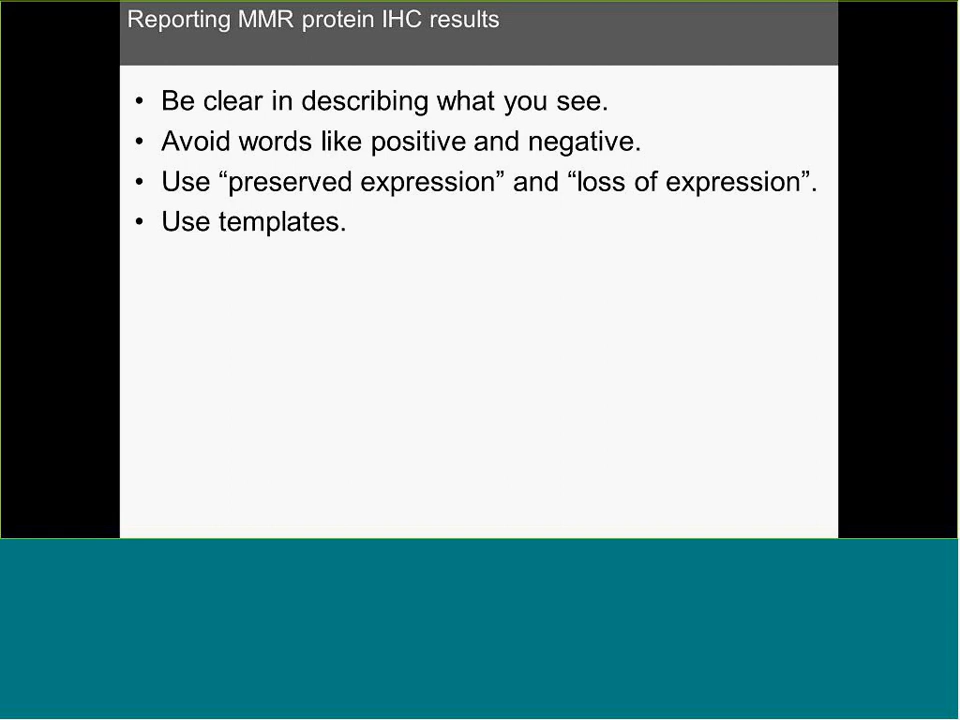 Reporting MMR protein IHC results
• Be clear in describing what you see.
• Avoid words like positive and negative.
• Use “preserved expression” and “loss of expression”.
• Use templates.